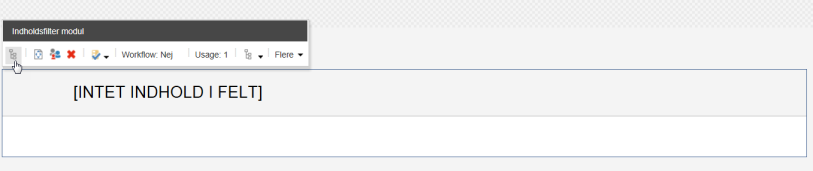 Indholdsfilter modul
Workflow: Nej Usage: 1 Flere
[INTET INDHOLD I FELT]